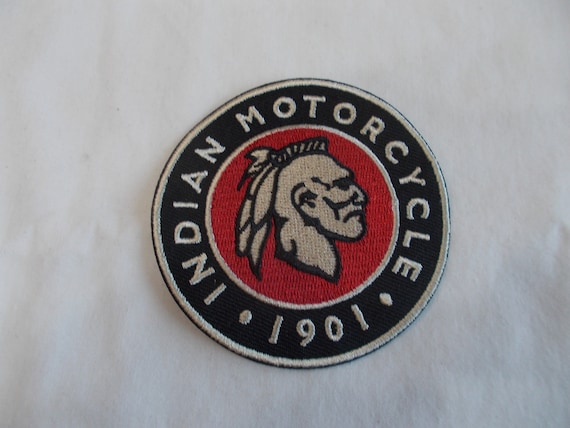 INDIAN MOTORCYCLE
• 1901 •